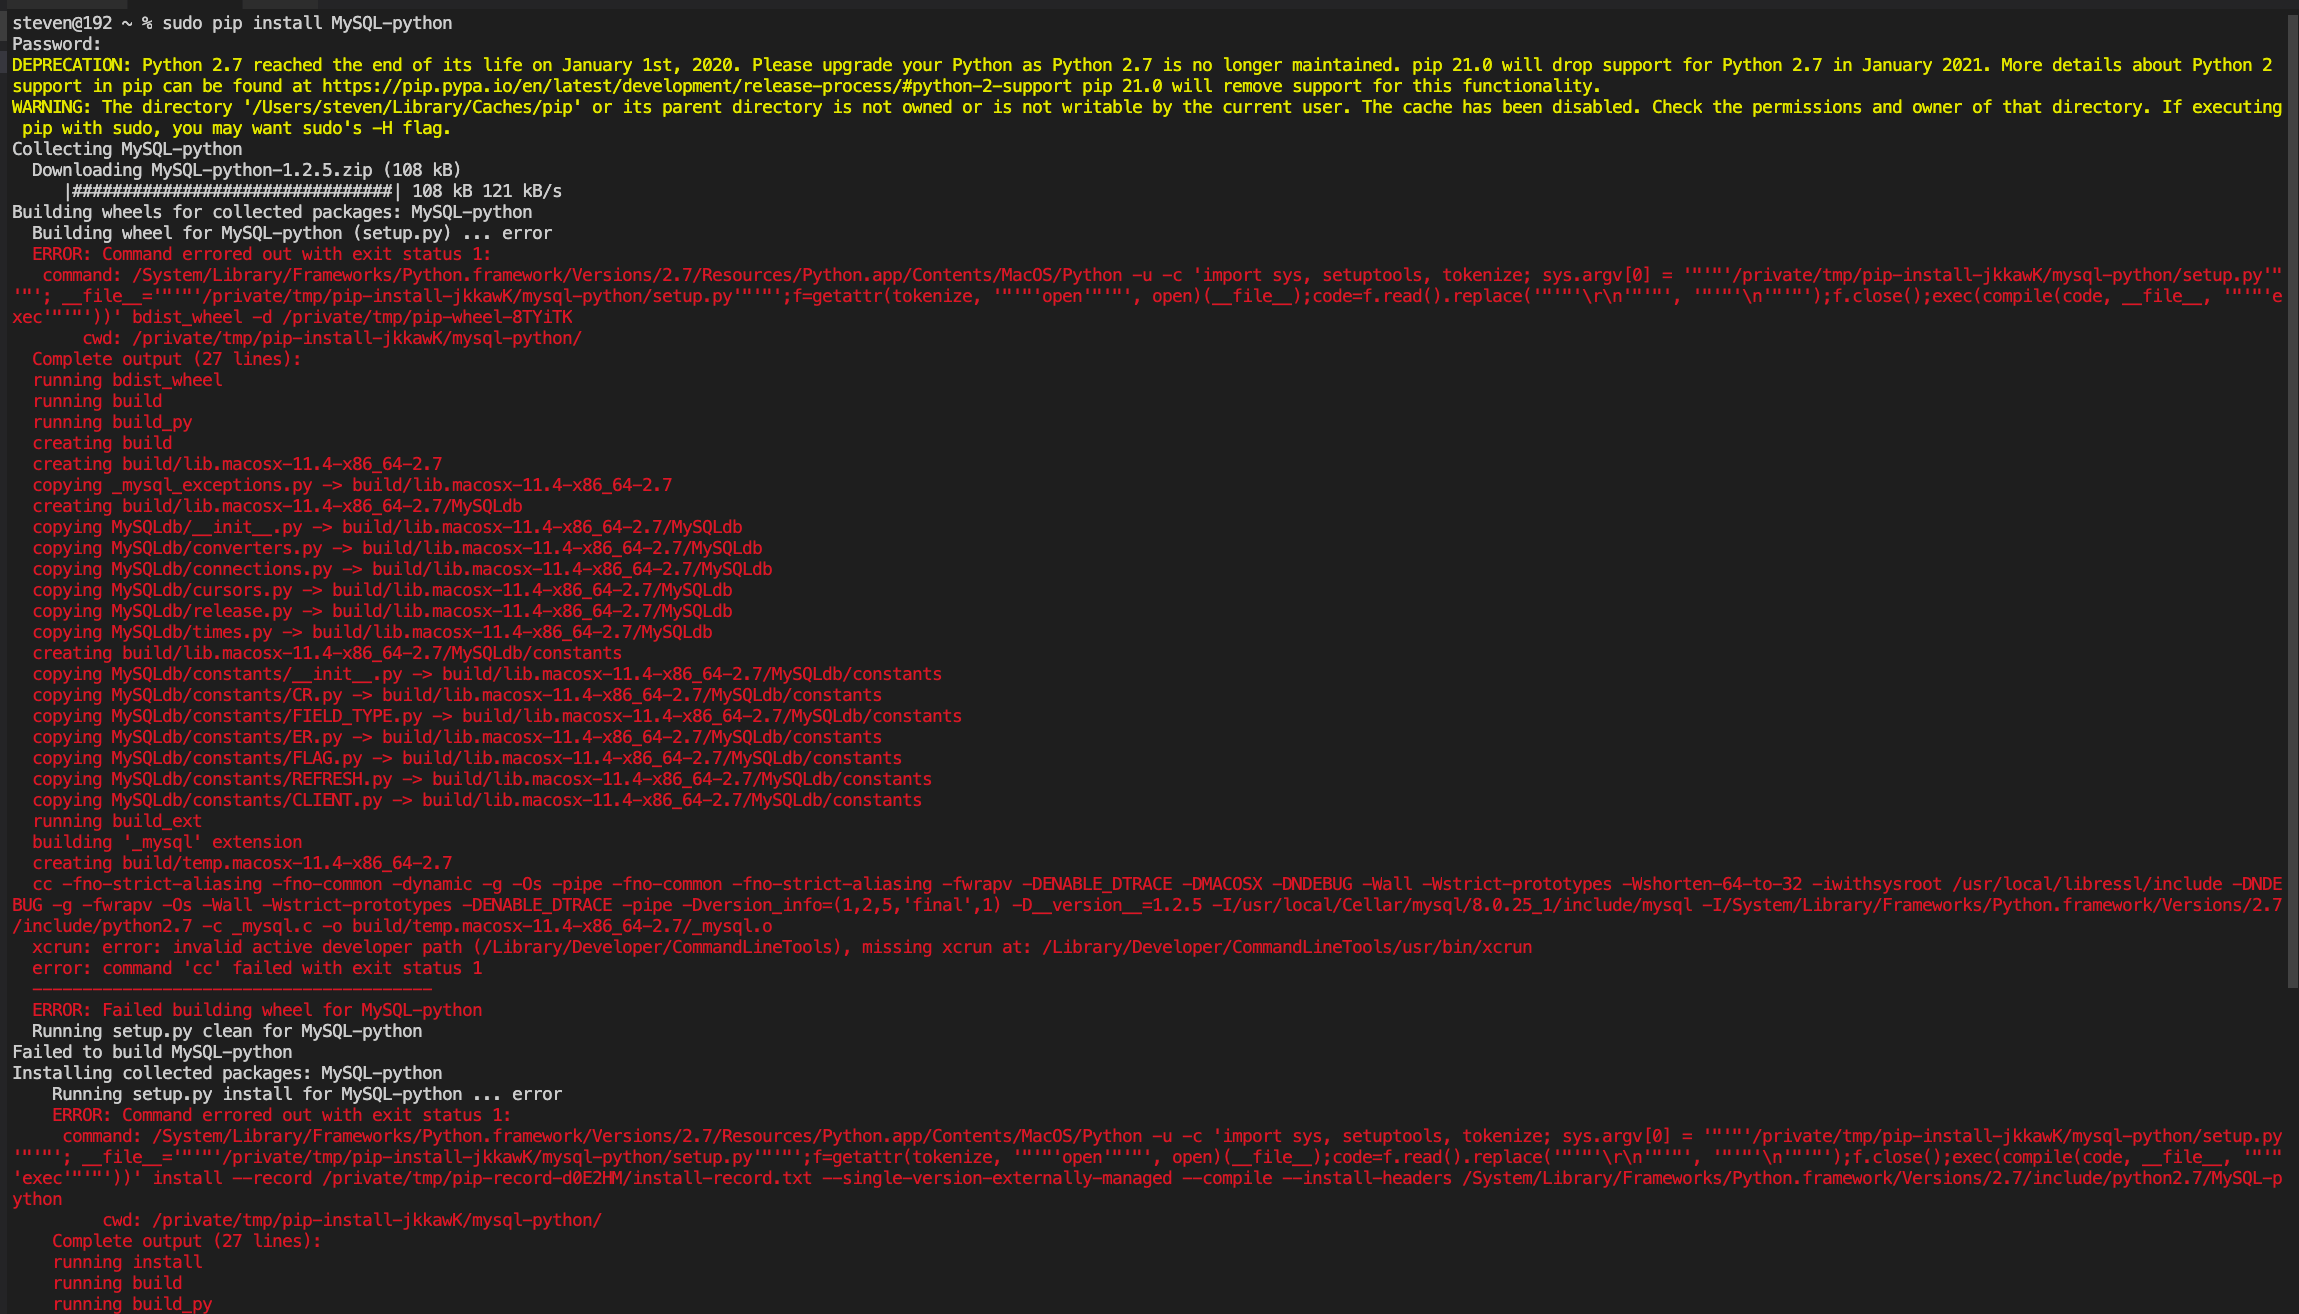 steven@192 ~ % sudo pip install MySQL-python
Password:
DEPRECATION: Python 2.7 reached the end of its life on January 1st, 2020. Please upgrade your Python as Python 2.7 is no longer maintained. pip 21.0 will drop support for Python 2.7 in January 2021. More details about Python 2
support in pip can be found at https://pip.pypa.io/en/latest/development/release-process/#python-2-support pip 21.0 will remove support for this functionality.
WARNING: The directory '/Users/steven/Library/Caches/pip' or its parent directory is not owned or is not writable by the current user. The cache has been disabled. Check the permissions and owner of that directory. If executing
 pip with sudo, you may want sudo's -H flag.
Collecting MySQL-python
  Downloading MySQL-python-1.2.5.zip (108 kB)
     |################################| 108 kB 121 kB/s
Building wheels for collected packages: MySQL-python
  Building wheel for MySQL-python (setup.py) ... error
  ERROR: Command errored out with exit status 1:
   command: /System/Library/Frameworks/Python.framework/Versions/2.7/Resources/Python.app/Contents/MacOS/Python -u -c 'import sys, setuptools, tokenize; sys.argv[0] = '"'"'/private/tmp/pip-install-jkkawK/mysql-python/setup.py'"
'"'; __file__='"'"'/private/tmp/pip-install-jkkawK/mysql-python/setup.py'"'"';f=getattr(tokenize, '"'"'open'"'"', open)(__file__);code=f.read().replace('"'"'\r\n'"'"', '"'"'\n'"'"');f.close();exec(compile(code, __file__, '"'"'e
xec'"'"'))' bdist_wheel -d /private/tmp/pip-wheel-8TYiTK
       cwd: /private/tmp/pip-install-jkkawK/mysql-python/
  Complete output (27 lines):
  running bdist_wheel
  running build
  running build_py
  creating build
  creating build/lib.macosx-11.4-x86_64-2.7
  copying _mysql_exceptions.py -> build/lib.macosx-11.4-x86_64-2.7
  creating build/lib.macosx-11.4-x86_64-2.7/MySQLdb
  copying MySQLdb/__init__.py -> build/lib.macosx-11.4-x86_64-2.7/MySQLdb
  copying MySQLdb/converters.py -> build/lib.macosx-11.4-x86_64-2.7/MySQLdb
  copying MySQLdb/connections.py -> build/lib.macosx-11.4-x86_64-2.7/MySQLdb
  copying MySQLdb/cursors.py -> build/lib.macosx-11.4-x86_64-2.7/MySQLdb
  copying MySQLdb/release.py -> build/lib.macosx-11.4-x86_64-2.7/MySQLdb
  copying MySQLdb/times.py -> build/lib.macosx-11.4-x86_64-2.7/MySQLdb
  creating build/lib.macosx-11.4-x86_64-2.7/MySQLdb/constants
  copying MySQLdb/constants/__init__.py -> build/lib.macosx-11.4-x86_64-2.7/MySQLdb/constants
  copying MySQLdb/constants/CR.py -> build/lib.macosx-11.4-x86_64-2.7/MySQLdb/constants
  copying MySQLdb/constants/FIELD_TYPE.py -> build/lib.macosx-11.4-x86_64-2.7/MySQLdb/constants
  copying MySQLdb/constants/ER.py -> build/lib.macosx-11.4-x86_64-2.7/MySQLdb/constants
  copying MySQLdb/constants/FLAG.py -> build/lib.macosx-11.4-x86_64-2.7/MySQLdb/constants
  copying MySQLdb/constants/REFRESH.py -> build/lib.macosx-11.4-x86_64-2.7/MySQLdb/constants
  copying MySQLdb/constants/CLIENT.py -> build/lib.macosx-11.4-x86_64-2.7/MySQLdb/constants
  running build_ext
  building '_mysql' extension
  creating build/temp.macosx-11.4-x86_64-2.7
  cc -fno-strict-aliasing -fno-common -dynamic -g -Os -pipe -fno-common -fno-strict-aliasing -fwrapv -DENABLE_DTRACE -DMACOSX -DNDEBUG -Wall -Wstrict-prototypes -Wshorten-64-to-32 -iwithsysroot /usr/local/libressl/include -DNDE
BUG -g -fwrapv -Os -Wall -Wstrict-prototypes -DENABLE_DTRACE -pipe -Dversion_info=(1,2,5,'final',1) -D__version__=1.2.5 -I/usr/local/Cellar/mysql/8.0.25_1/include/mysql -I/System/Library/Frameworks/Python.framework/Versions/2.7
/include/python2.7 -c _mysql.c -o build/temp.macosx-11.4-x86_64-2.7/_mysql.o
  xcrun: error: invalid active developer path (/Library/Developer/CommandLineTools), missing xcrun at: /Library/Developer/CommandLineTools/usr/bin/xcrun
  error: command 'cc' failed with exit status 1
  ----------------------------------------
  ERROR: Failed building wheel for MySQL-python
  Running setup.py clean for MySQL-python
Failed to build MySQL-python
Installing collected packages: MySQL-python
    Running setup.py install for MySQL-python ... error
    ERROR: Command errored out with exit status 1:
     command: /System/Library/Frameworks/Python.framework/Versions/2.7/Resources/Python.app/Contents/MacOS/Python -u -c 'import sys, setuptools, tokenize; sys.argv[0] = '"'"'/private/tmp/pip-install-jkkawK/mysql-python/setup.py
'"'"'; __file__='"'"'/private/tmp/pip-install-jkkawK/mysql-python/setup.py'"'"';f=getattr(tokenize, '"'"'open'"'"', open)(__file__);code=f.read().replace('"'"'\r\n'"'"', '"'"'\n'"'"');f.close();exec(compile(code, __file__, '"'"
'exec'"'"'))' install --record /private/tmp/pip-record-d0E2HM/install-record.txt --single-version-externally-managed --compile --install-headers /System/Library/Frameworks/Python.framework/Versions/2.7/include/python2.7/MySQL-p
ython
         cwd: /private/tmp/pip-install-jkkawK/mysql-python/
    Complete output (27 lines):
    running install
    running build
    running build_py